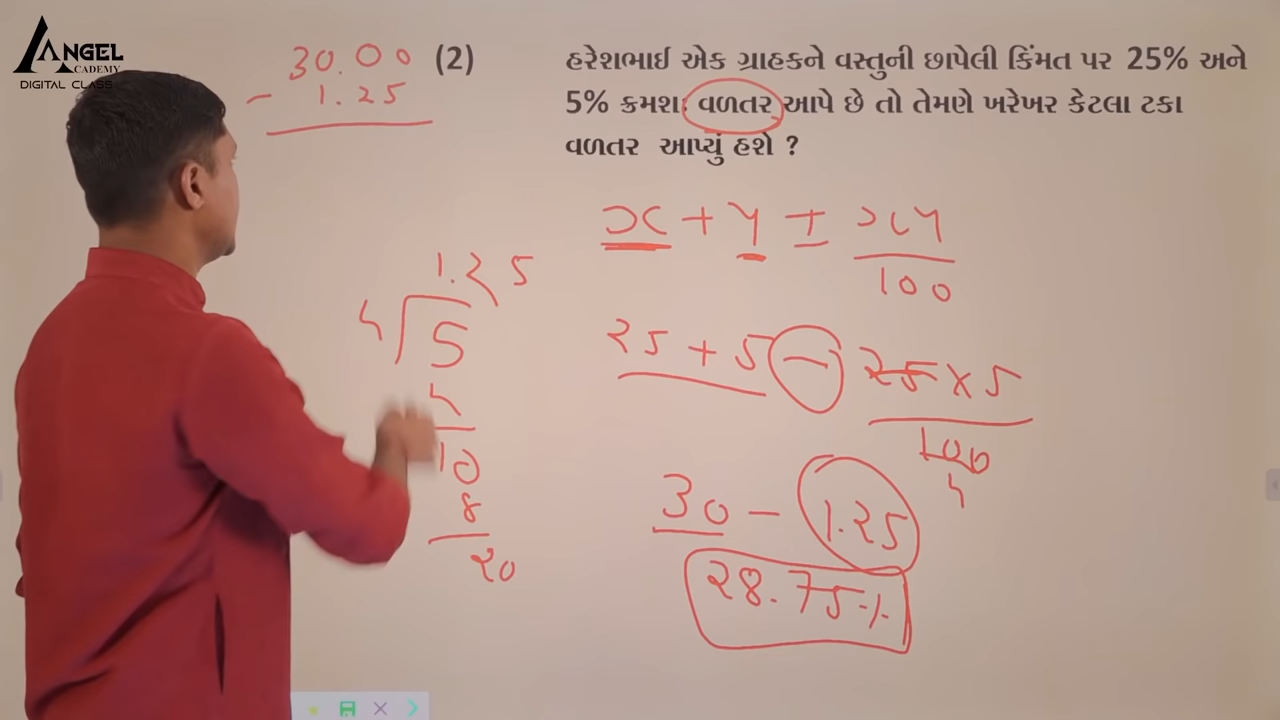 ANGEL
ACADEMY
DIGITAL CLASS
30.00
- 1.25
(2) હરેશભાઈ એક ગ્રાહકને વસ્તુની છાપેલી કિંમત પર 25% અને
5% ક્રમશઃ વળતર આપે છે તો તેમણે ખરેખર કેટલા ટકા
વળતર આપ્યું હશે ?
x + y ± xy
100
1.25
4 5
4
10
8
20
25 + 5 - 25 x 5
100
4
30 - 1.25
28.75%